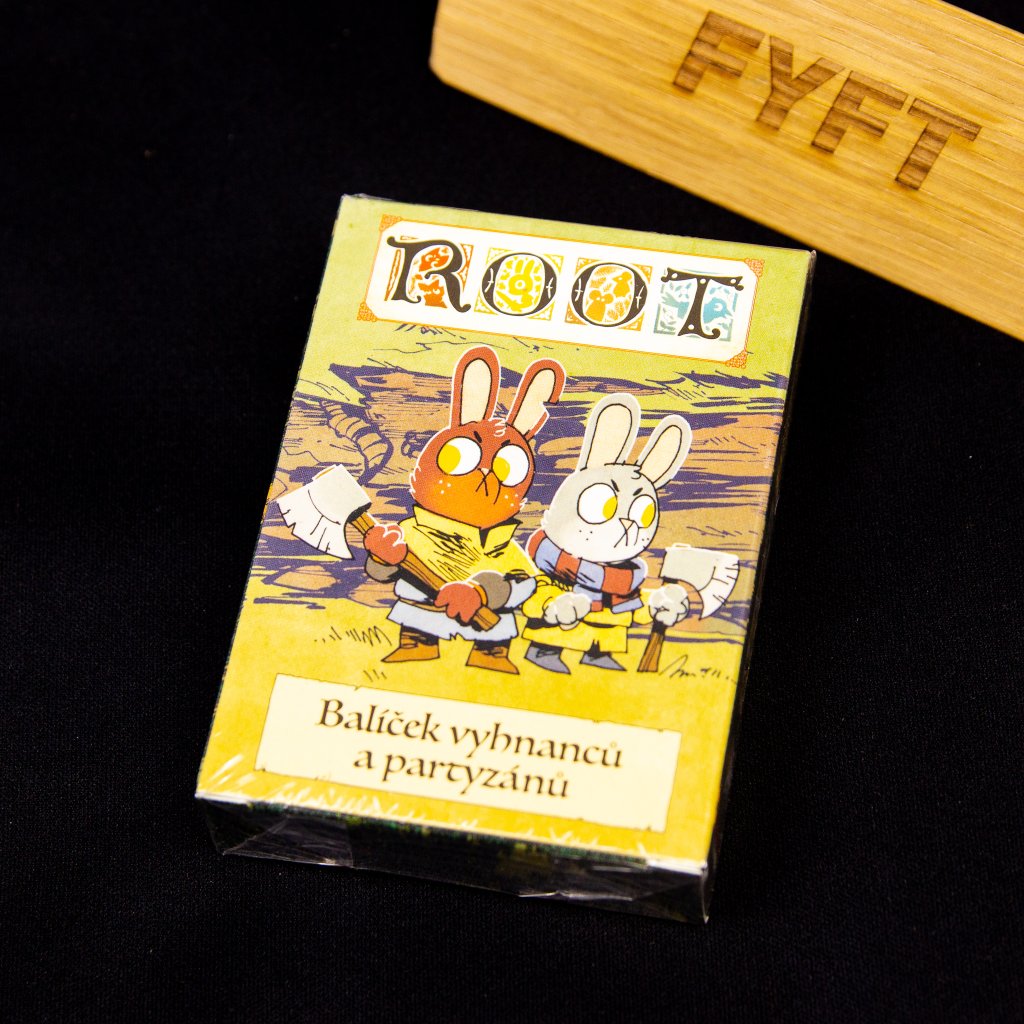 FYFT
ROOT
Balíček vyhnanců
a partyzánů